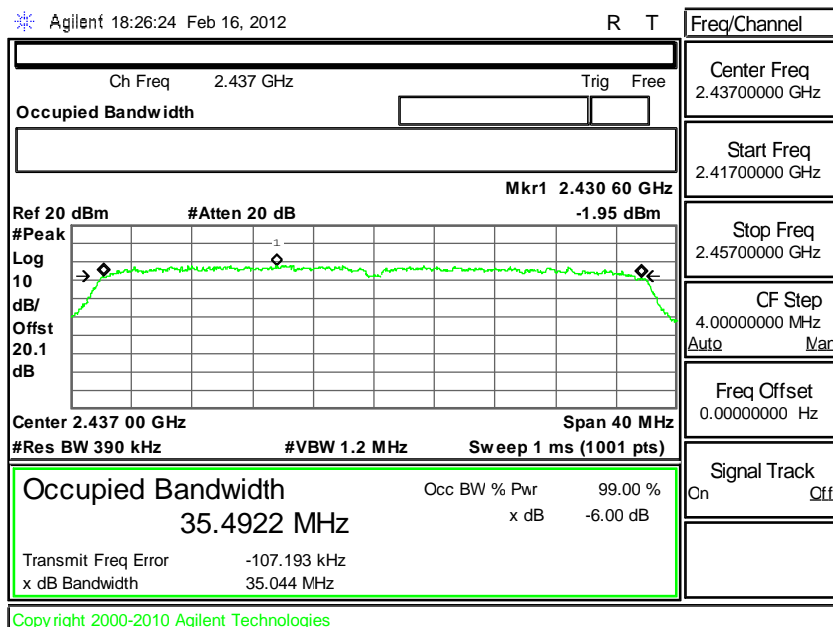 Agilent 18:26:24 Feb 16, 2012 R T
Freq/Channel
Ch Freq 2.437 GHz Trig Free
Occupied Bandwidth
Mkr1 2.430 60 GHz
Ref 20 dBm #Atten 20 dB -1.95 dBm
#Peak
Log
10
dB/
Offst
20.1
dB
1
Center 2.437 00 GHz Span 40 MHz
#Res BW 390 kHz #VBW 1.2 MHz Sweep 1 ms (1001 pts)
Occupied Bandwidth Occ BW % Pwr 99.00 %
35.4922 MHz x dB -6.00 dB
Transmit Freq Error -107.193 kHz
x dB Bandwidth 35.044 MHz
Center Freq
2.43700000 GHz
Start Freq
2.41700000 GHz
Stop Freq
2.45700000 GHz
CF Step
4.00000000 MHz
Auto Man
Freq Offset
0.00000000 Hz
Signal Track
On Off
Copyright 2000-2010 Agilent Technologies